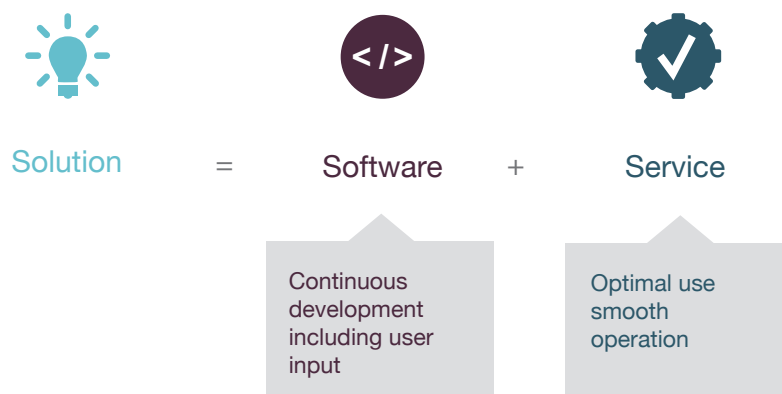 </>
Solution = Software + Service
Continuous
development
including user
input
Optimal use
smooth
operation